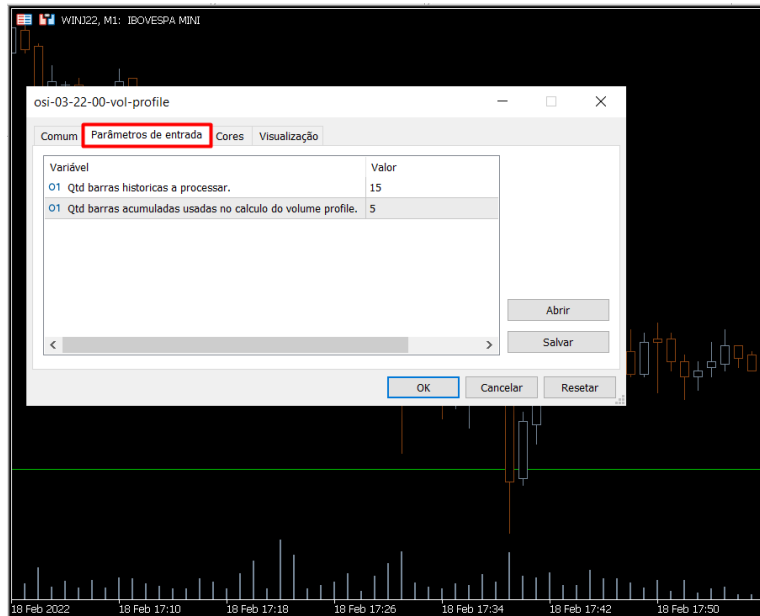 WINJ22, M1: IBOVESPA MINI
osi-03-22-00-vol-profile
Comum Parâmetros de entrada Cores Visualização
Variável Valor
01 Qtd barras historicas a processar. 15
01 Qtd barras acumuladas usadas no calculo do volume profile. 5
Abrir
Salvar
OK Cancelar Resetar
18 Feb 2022 18 Feb 17:10 18 Feb 17:18 18 Feb 17:26 18 Feb 17:34 18 Feb 17:42 18 Feb 17:50